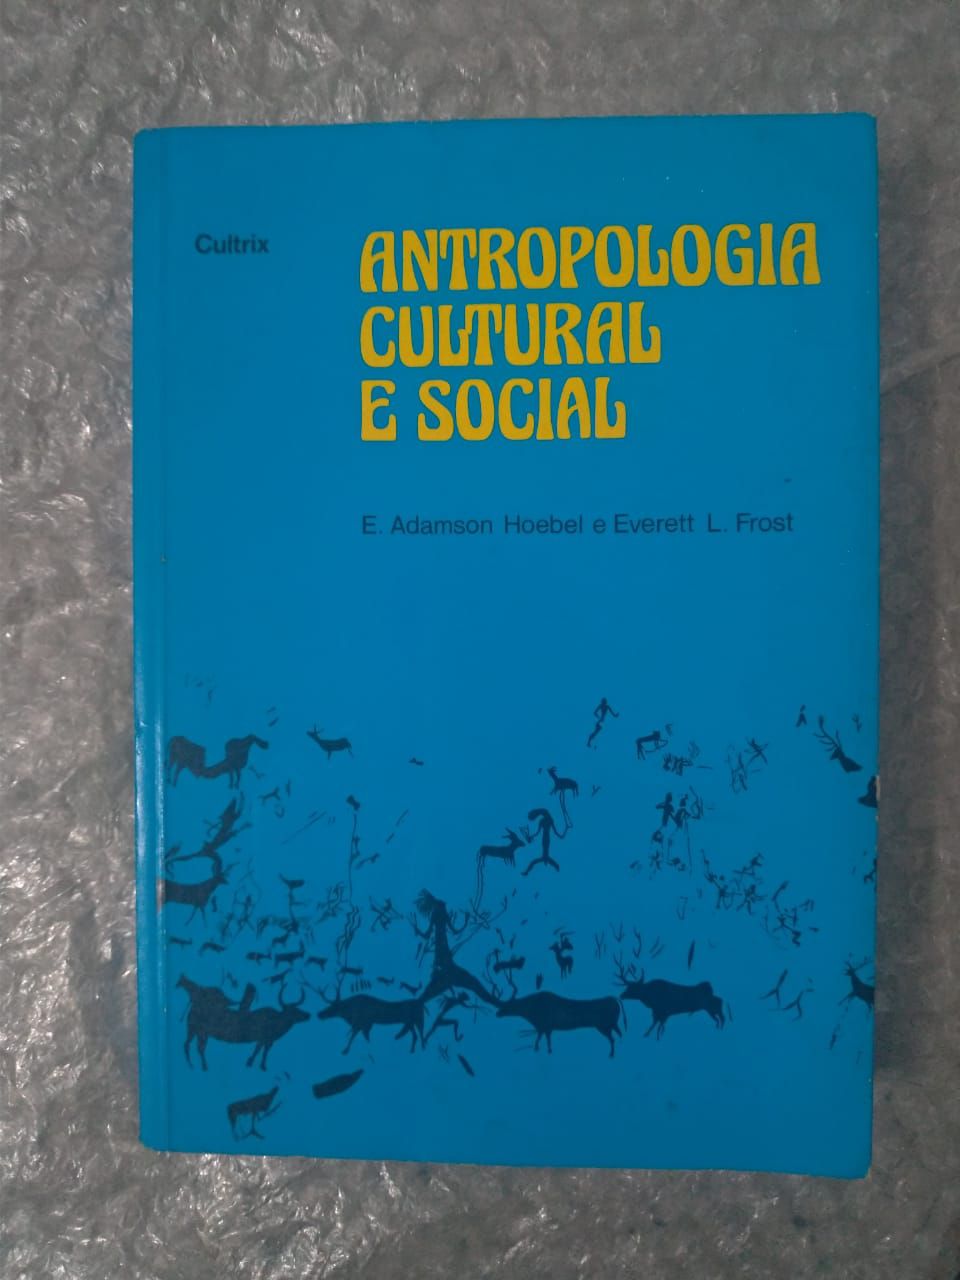 Cultrix
ANTROPOLOGIA
CULTURAL
E SOCIAL
E. Adamson Hoebel e Everett L. Frost